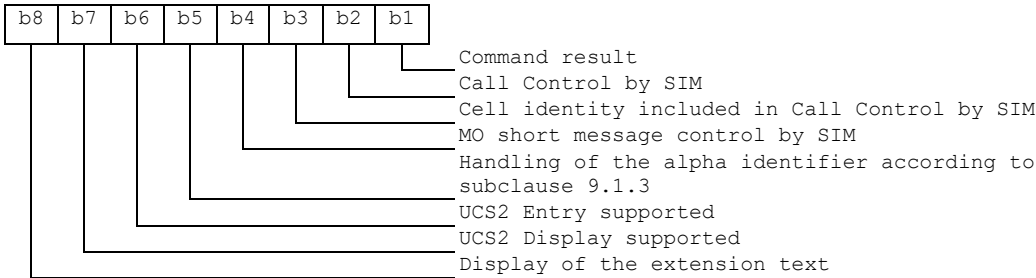 b8 b7 b6 b5 b4 b3 b2 b1
Command result
Call Control by SIM
Cell identity included in Call Control by SIM
MO short message control by SIM
Handling of the alpha identifier according to
subclause 9.1.3
UCS2 Entry supported
UCS2 Display supported
Display of the extension text